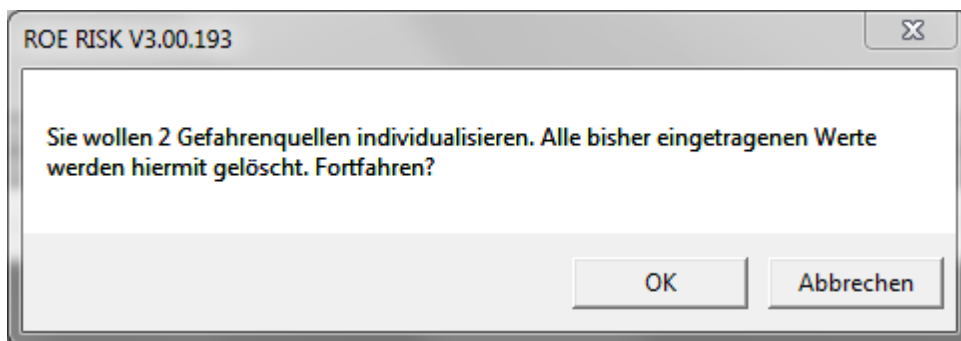 ROE RISK V3.00.193
Sie wollen 2 Gefahrenquellen individualisieren. Alle bisher eingetragenen Werte
werden hiermit gelöscht. Fortfahren?
OK
Abbrechen